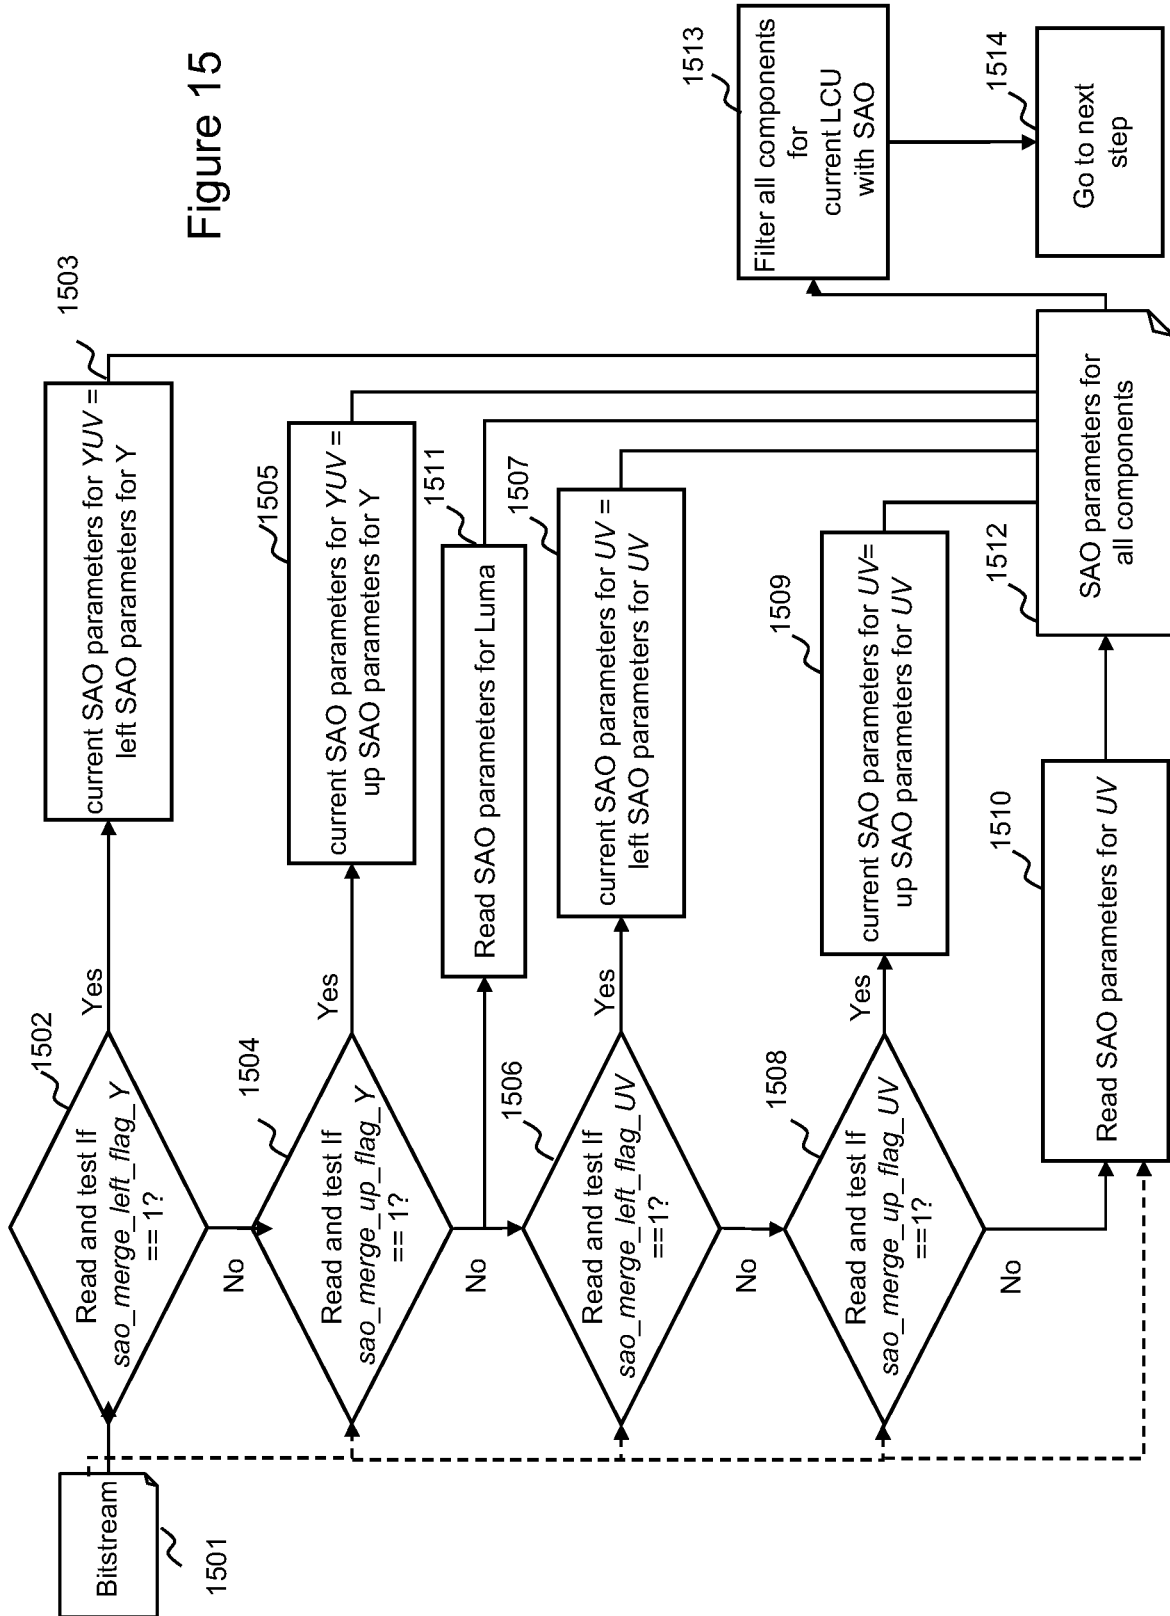 Figure 15
Bitstream
1501
Read and test If
sao_merge_left_flag_Y
== 1?
1502
Yes
No
current SAO parameters for YUV =
left SAO parameters for Y
1503
Read and test If
sao_merge_up_flag_Y
== 1?
1504
Yes
No
current SAO parameters for YUV =
up SAO parameters for Y
1505
Read SAO parameters for Luma
1511
Read and test If
sao_merge_left_flag_UV
==1?
1506
Yes
No
current SAO parameters for UV =
left SAO parameters for UV
1507
Read and test If
sao_merge_up_flag_UV
==1?
1508
Yes
No
current SAO parameters for UV=
up SAO parameters for UV
1509
Read SAO parameters for UV
1510
SAO parameters for
all components
1512
Filter all components
for
current LCU
with SAO
1513
Go to next
step
1514